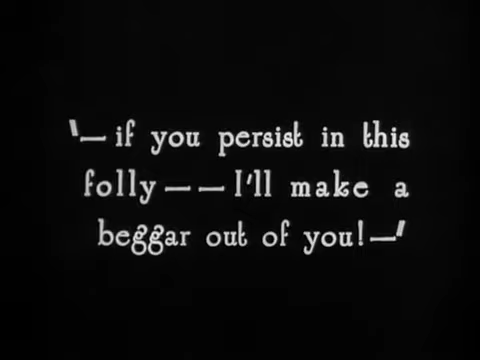 "— if you persist in this
folly — — I'll make a
beggar out of you! —"